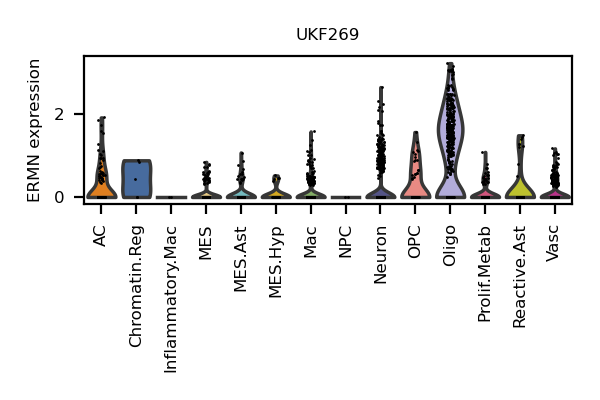 UKF269
ERMN expression
2
0
AC
Chromatin.Reg
Inflammatory.Mac
MES
MES.Ast
MES.Hyp
Mac
NPC
Neuron
OPC
Oligo
Prolif.Metab
Reactive.Ast
Vasc